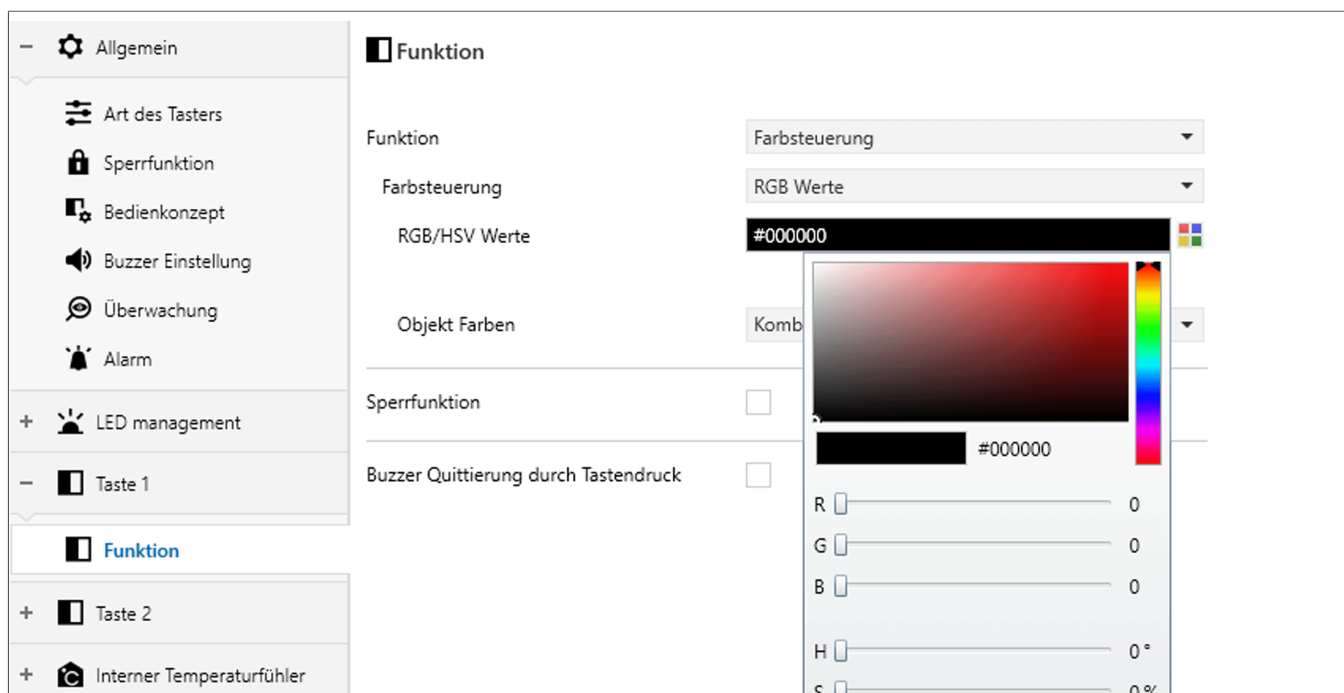 Allgemein
Art des Tasters
Sperrfunktion
Bedienkonzept
Buzzer Einstellung
Überwachung
Alarm
LED management
Taste 1
Funktion
Taste 2
Interner Temperaturfühler
Funktion
Funktion Farbsteuerung
Farbsteuerung RGB Werte
RGB/HSV Werte #000000
Objekt Farben Komb
Sperrfunktion
Buzzer Quittierung durch Tastendruck
#000000
R 0
G 0
B 0
H 0 °
S 0 %